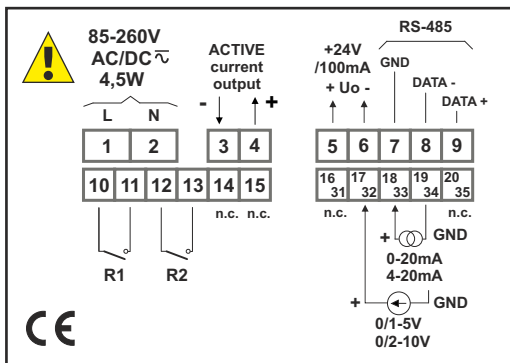 85-260V
AC/DC
4,5W
L N
ACTIVE
current
output
- +
+24V
/100mA
+ Uo -
RS-485
GND
DATA -
DATA +
1 2 3 4 5 6 7 8 9
10 11 12 13 14 15 16 31 17 32 18 33 19 34 20 35
n.c. n.c. n.c. n.c.
R1 R2
+ GND
0-20mA
4-20mA
+ GND
0/1-5V
0/2-10V
CE